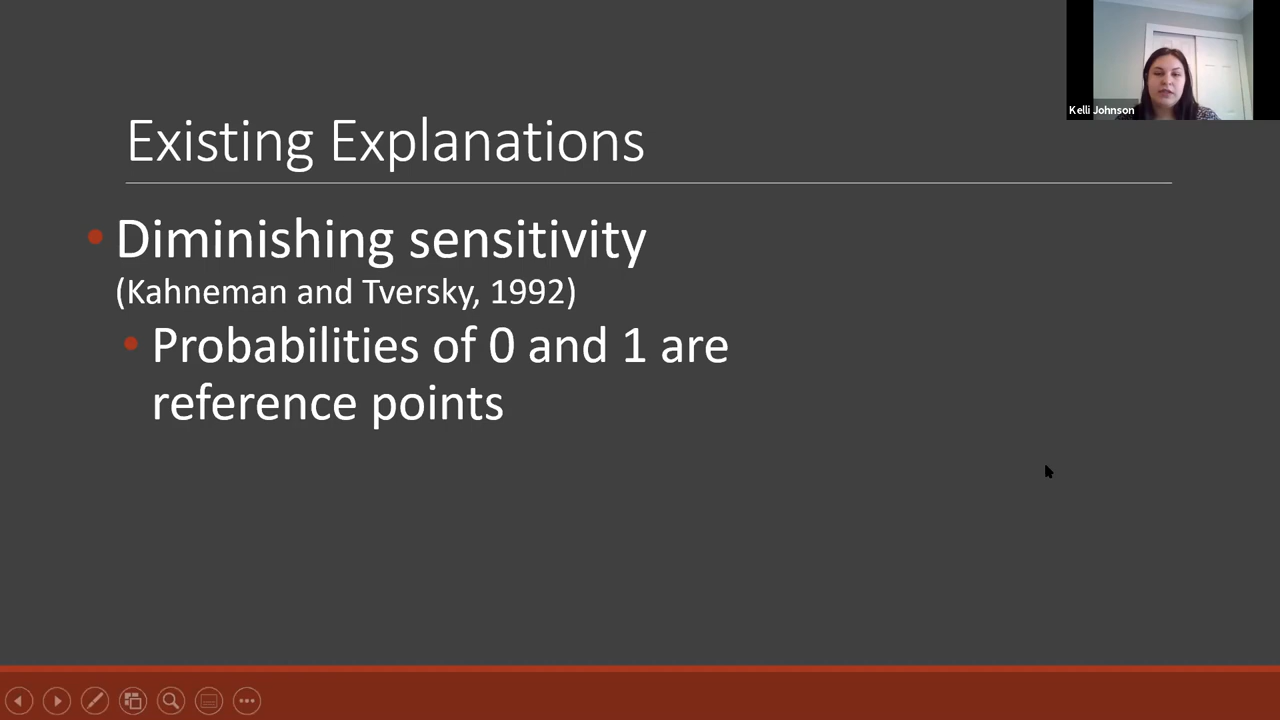 Kelli Johnson
Existing Explanations
• Diminishing sensitivity
(Kahneman and Tversky, 1992)
• Probabilities of 0 and 1 are
reference points